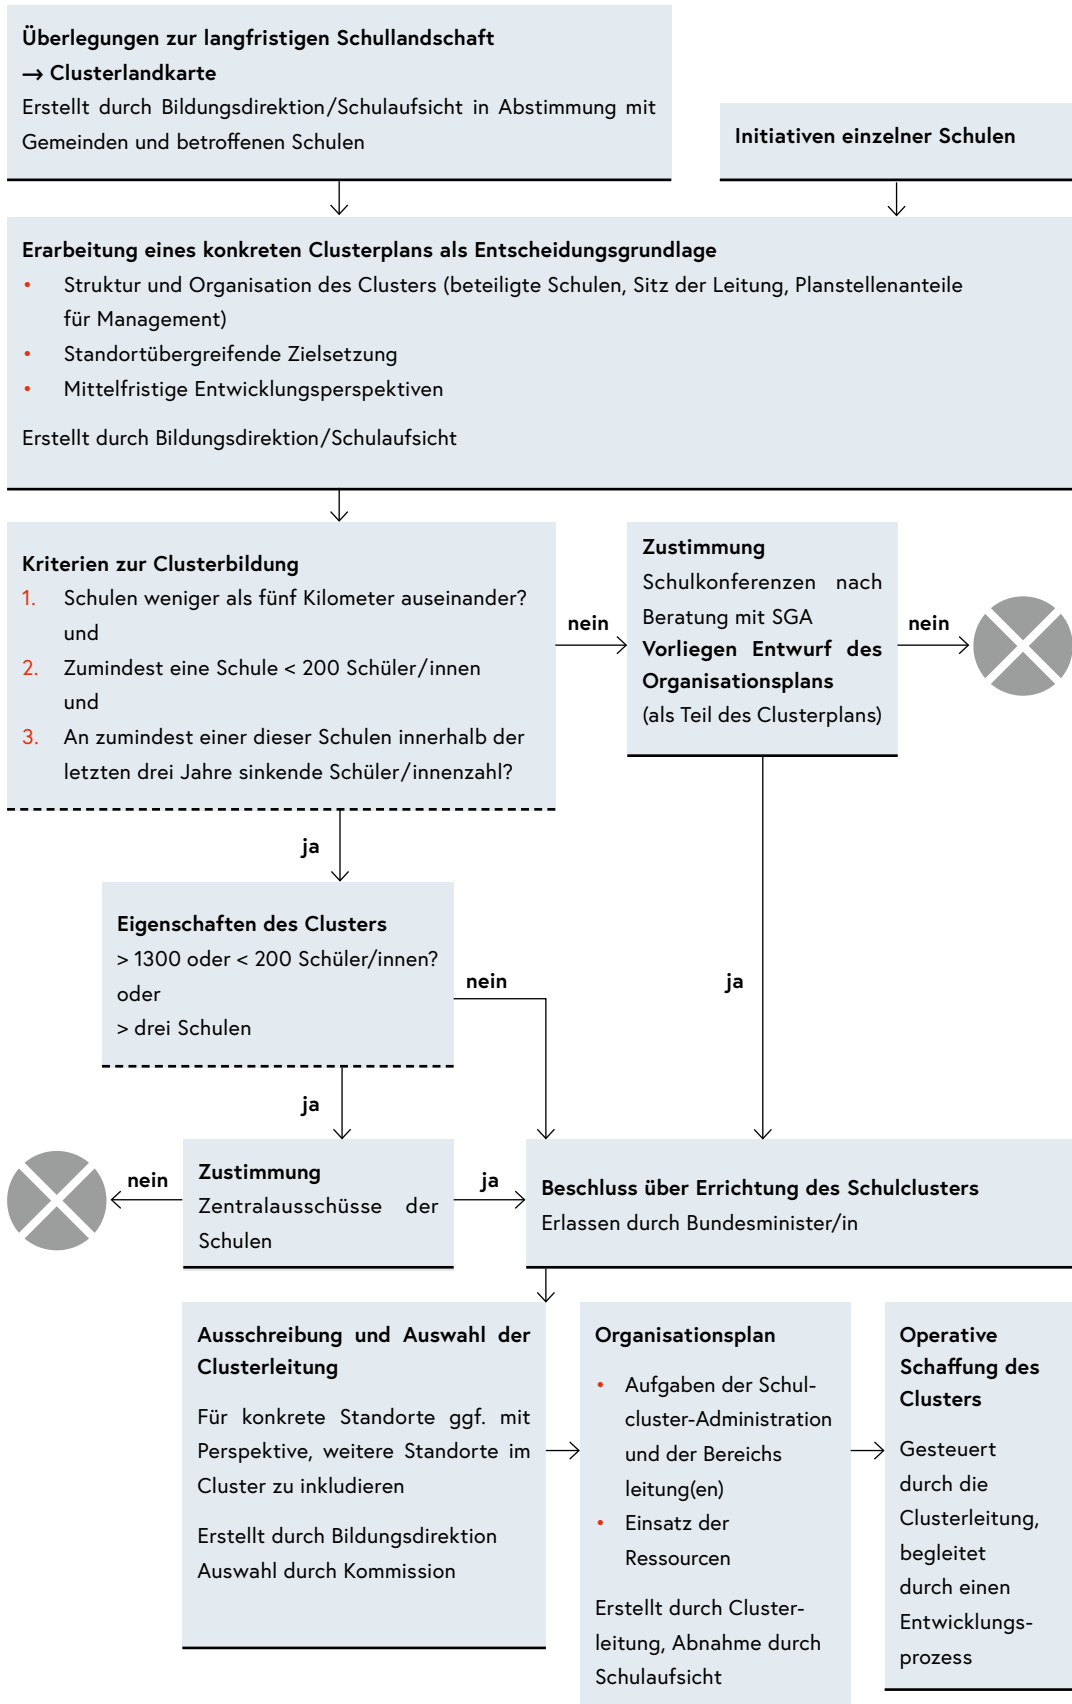 Überlegungen zur langfristigen Schullandschaft
→ Clusterlandkarte
Erstellt durch Bildungsdirektion/Schulaufsicht in Abstimmung mit
Gemeinden und betroffenen Schulen
Initiativen einzelner Schulen
Erarbeitung eines konkreten Clusterplans als Entscheidungsgrundlage
• Struktur und Organisation des Clusters (beteiligte Schulen, Sitz der Leitung, Planstellenanteile
für Management)
• Standortübergreifende Zielsetzung
• Mittelfristige Entwicklungsperspektiven
Erstellt durch Bildungsdirektion/Schulaufsicht
Kriterien zur Clusterbildung
1. Schulen weniger als fünf Kilometer auseinander?
und
2. Zumindest eine Schule < 200 Schüler/innen
und
3. An zumindest einer dieser Schulen innerhalb der
letzten drei Jahre sinkende Schüler/innenzahl?
nein
Zustimmung
Schulkonferenzen nach
Beratung mit SGA
Vorliegen Entwurf des
Organisationsplans
(als Teil des Clusterplans)
nein
ja
Eigenschaften des Clusters
> 1300 oder < 200 Schüler/innen?
oder
> drei Schulen
nein
ja
ja
nein
Zustimmung
Zentralausschüsse der
Schulen
ja
Beschluss über Errichtung des Schulclusters
Erlassen durch Bundesminister/in
Ausschreibung und Auswahl der
Clusterleitung
Für konkrete Standorte ggf. mit
Perspektive, weitere Standorte im
Cluster zu inkludieren
Erstellt durch Bildungsdirektion
Auswahl durch Kommission
Organisationsplan
• Aufgaben der Schul-
cluster-Administration
und der Bereichs
leitung(en)
• Einsatz der
Ressourcen
Erstellt durch Cluster-
leitung, Abnahme durch
Schulaufsicht
Operative
Schaffung des
Clusters
Gesteuert
durch die
Clusterleitung,
begleitet
durch einen
Entwicklungs-
prozess